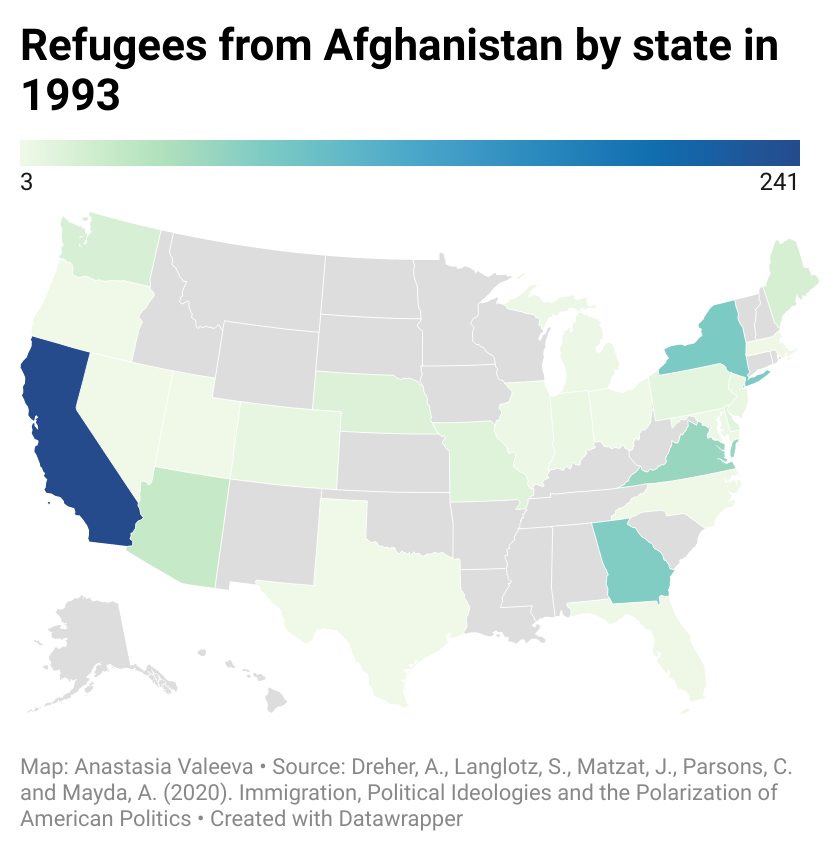 Refugees from Afghanistan by state in
1993
3
241
Map: Anastasia Valeeva • Source: Dreher, A., Langlotz, S., Matzat, J., Parsons, C.
and Mayda, A. (2020). Immigration, Political Ideologies and the Polarization of
American Politics • Created with Datawrapper